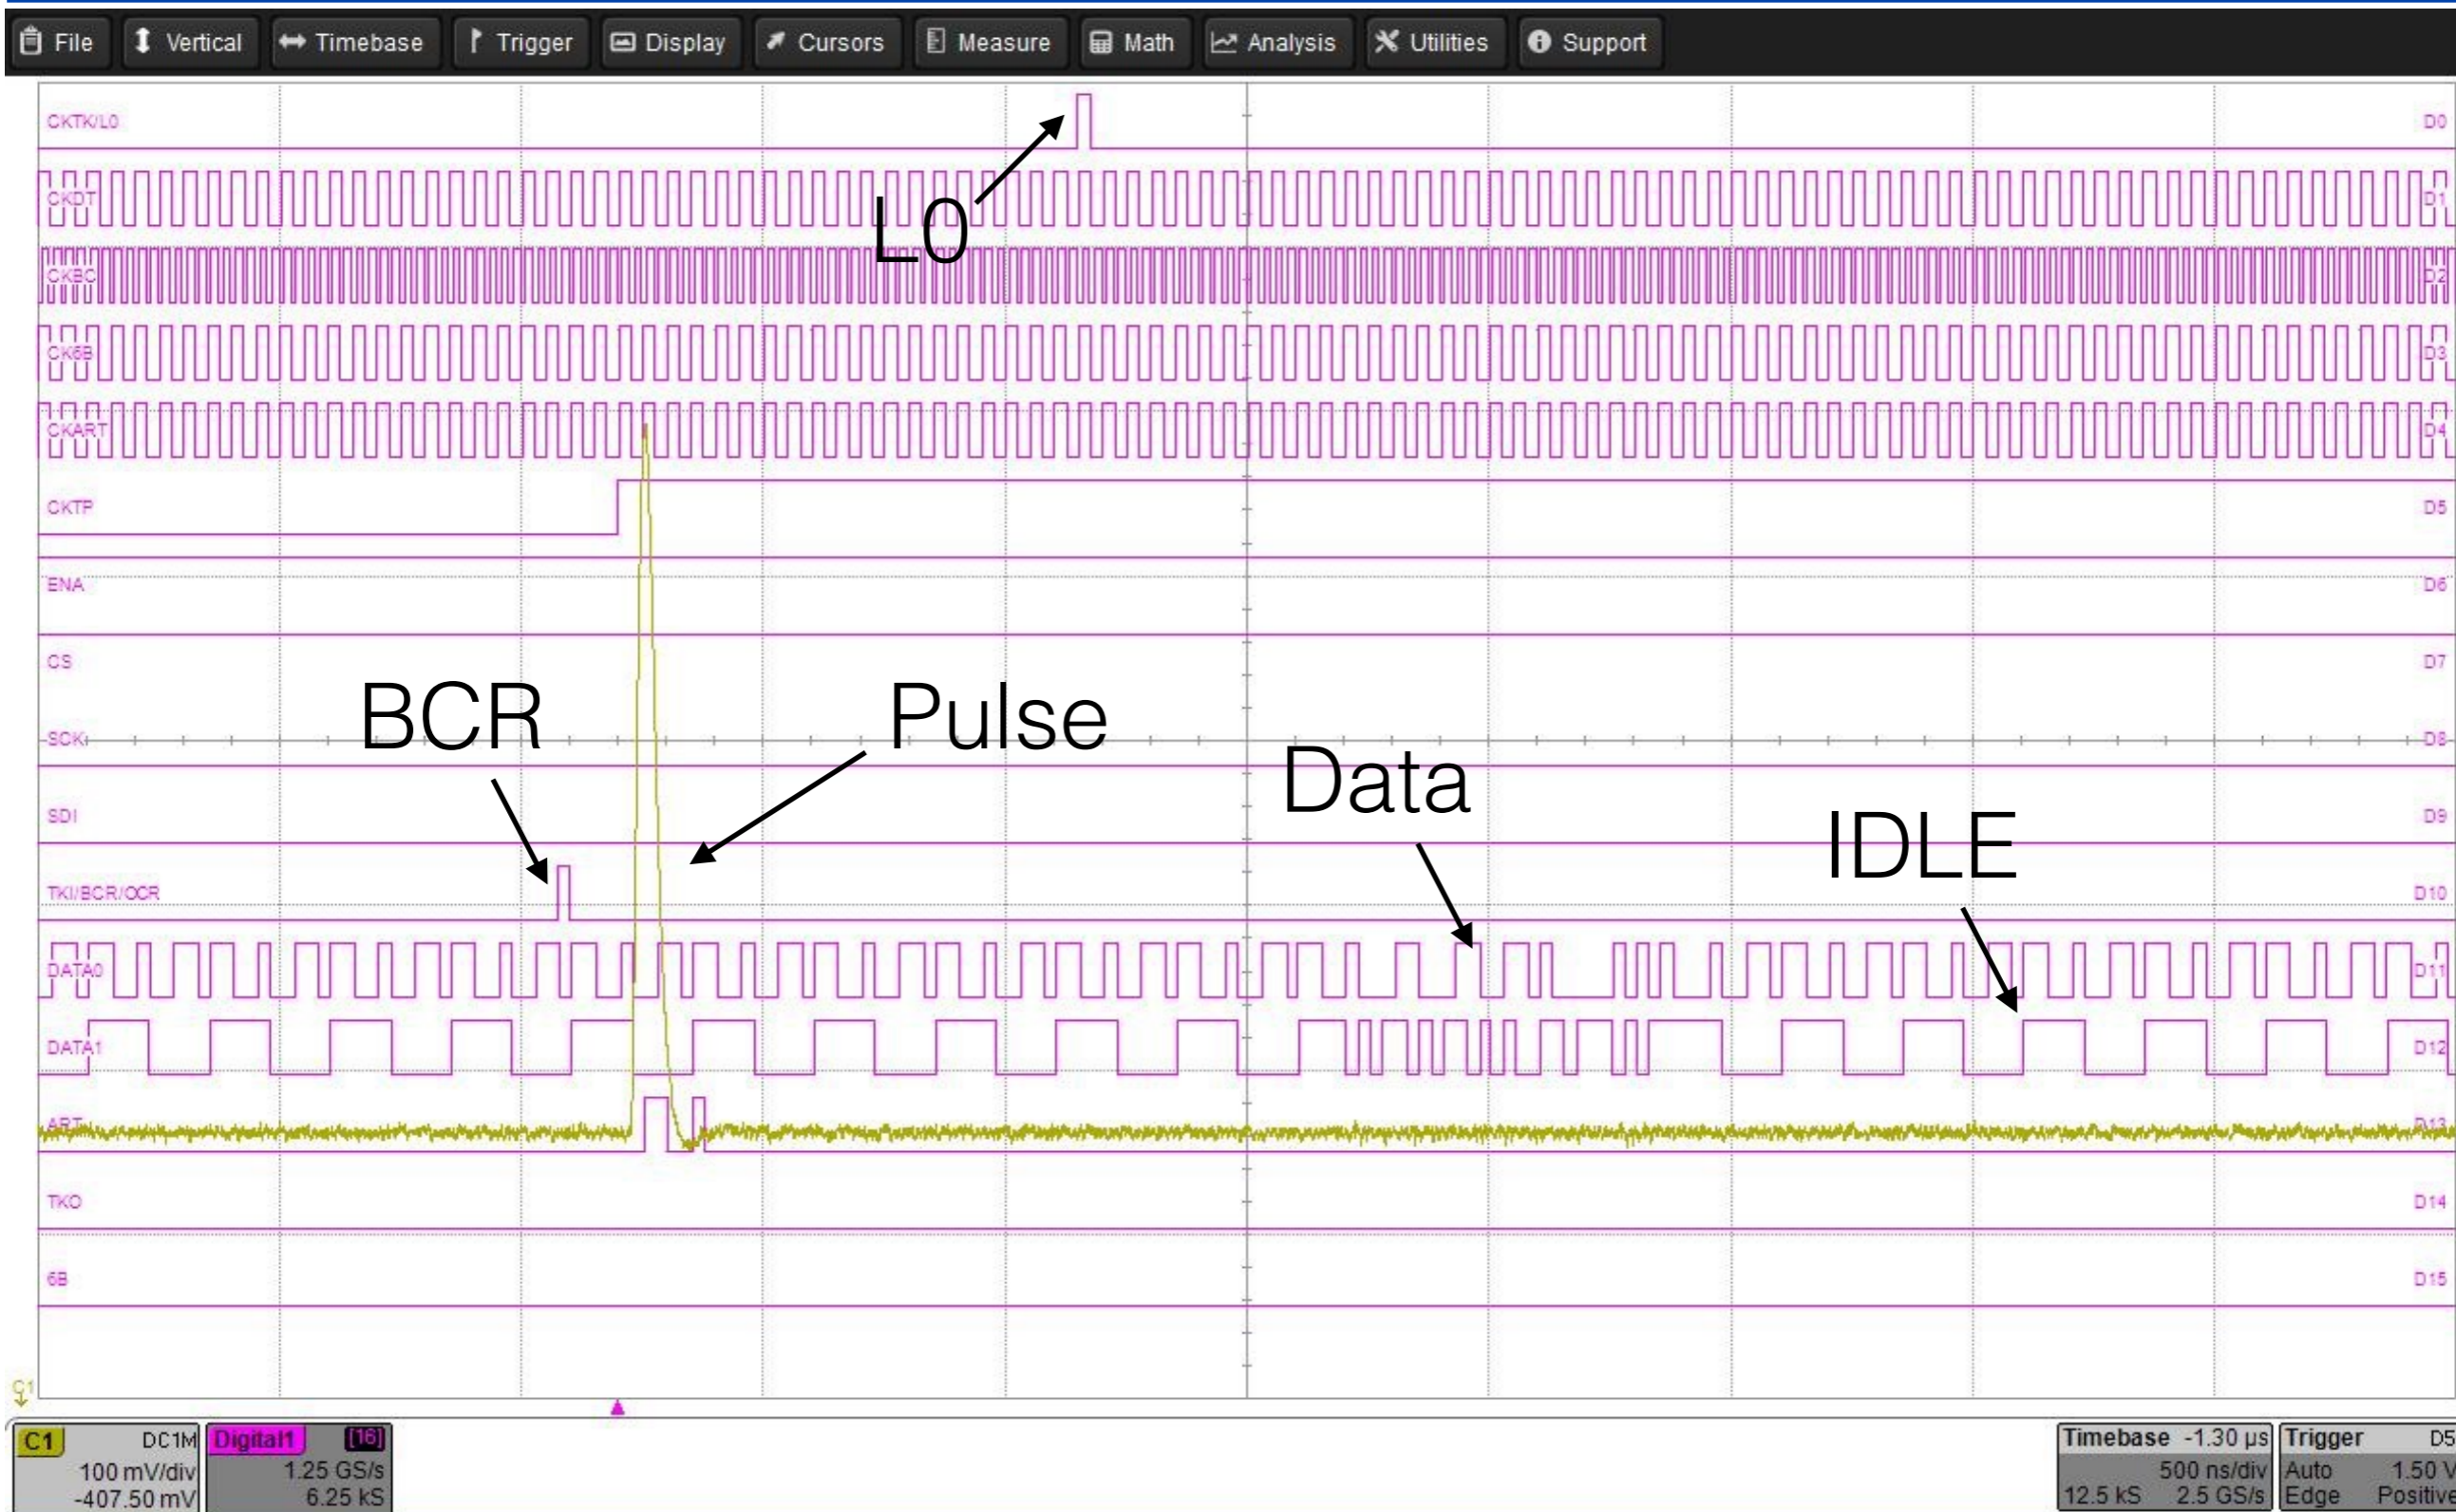 File Vertical Timebase Trigger Display Cursors Measure Math Analysis Utilities Support
CKTK/L0 D0
L0
CKDT D1
CKBC D2
CK6B D3
CKART D4
CKTP D5
ENA D6
CS D7
BCR Pulse
SCK D8
Data
SDI D9
IDLE
TKI/BCR/OCR D10
DATA0 D11
DATA1 D12
ART D13
TKO D14
6B D15
C1
C1 DC1M Digital1 [16] Timebase -1.30 µs Trigger D5
100 mV/div 1.25 GS/s 500 ns/div Auto 1.50 V
-407.50 mV 6.25 kS 12.5 kS 2.5 GS/s Edge Positive